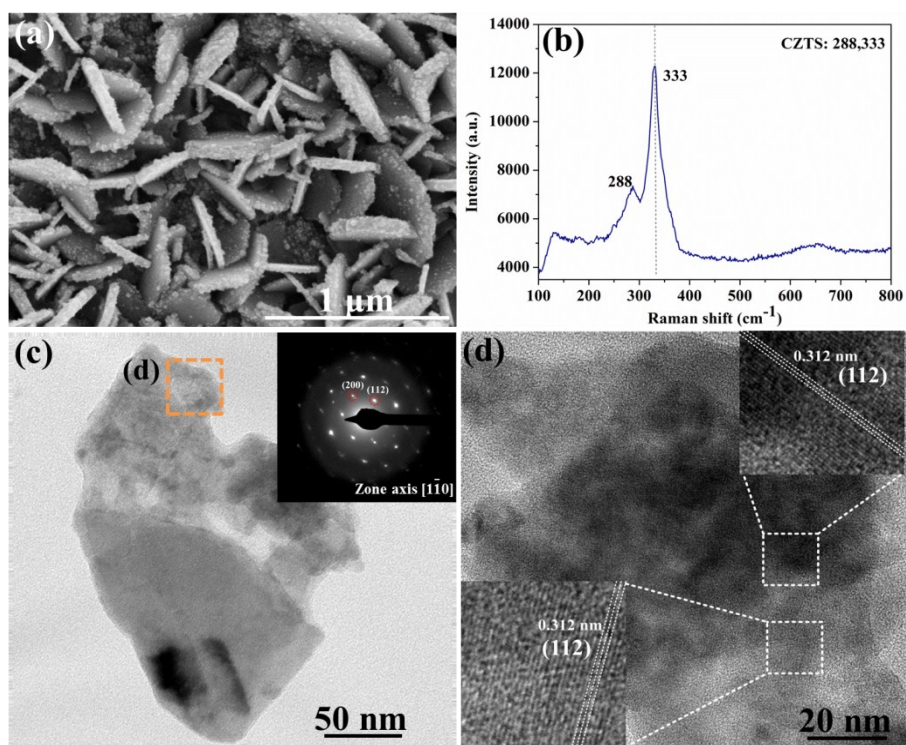 (a)
1 μm
(b)
CZTS: 288,333
333
288
14000
12000
10000
8000
6000
4000
Intensity (a.u.)
100 200 300 400 500 600 700 800
Raman shift (cm⁻¹)
(c)
(d)
(200)
(112)
Zone axis [11̄0]
50 nm
(d)
0.312 nm
(112)
0.312 nm
(112)
20 nm